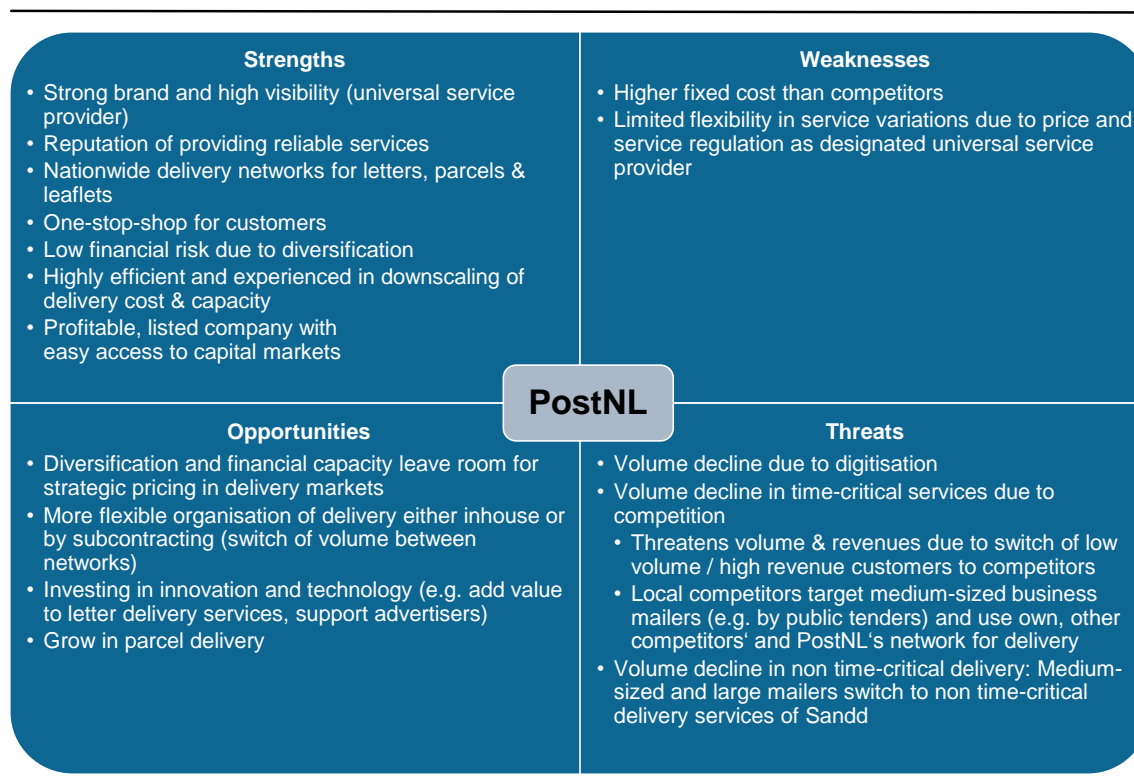 Strengths
• Strong brand and high visibility (universal service
provider)
• Reputation of providing reliable services
• Nationwide delivery networks for letters, parcels &
leaflets
• One-stop-shop for customers
• Low financial risk due to diversification
• Highly efficient and experienced in downscaling of
delivery cost & capacity
• Profitable, listed company with
easy access to capital markets
Weaknesses
• Higher fixed cost than competitors
• Limited flexibility in service variations due to price and
service regulation as designated universal service
provider
PostNL
Opportunities
• Diversification and financial capacity leave room for
strategic pricing in delivery markets
• More flexible organisation of delivery either inhouse or
by subcontracting (switch of volume between
networks)
• Investing in innovation and technology (e.g. add value
to letter delivery services, support advertisers)
• Grow in parcel delivery
Threats
• Volume decline due to digitisation
• Volume decline in time-critical services due to
competition
• Threatens volume & revenues due to switch of low
volume / high revenue customers to competitors
• Local competitors target medium-sized business
mailers (e.g. by public tenders) and use own, other
competitors‘ and PostNL‘s network for delivery
• Volume decline in non time-critical delivery: Medium-
sized and large mailers switch to non time-critical
delivery services of Sandd